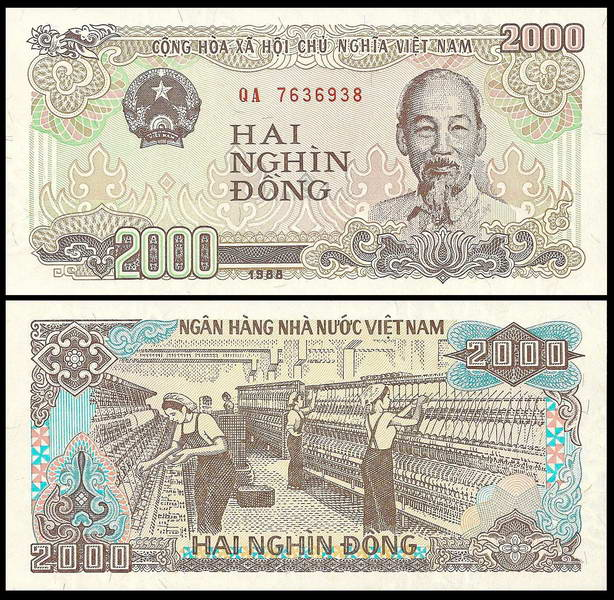 CỘNG HÒA XÃ HỘI CHỦ NGHĨA VIỆT NAM
2000
QA 7636938
HAI
NGHÌN
ĐỒNG
2000
1988
NGÂN HÀNG NHÀ NƯỚC VIỆT NAM
2000
2000
HAI NGHÌN ĐỒNG